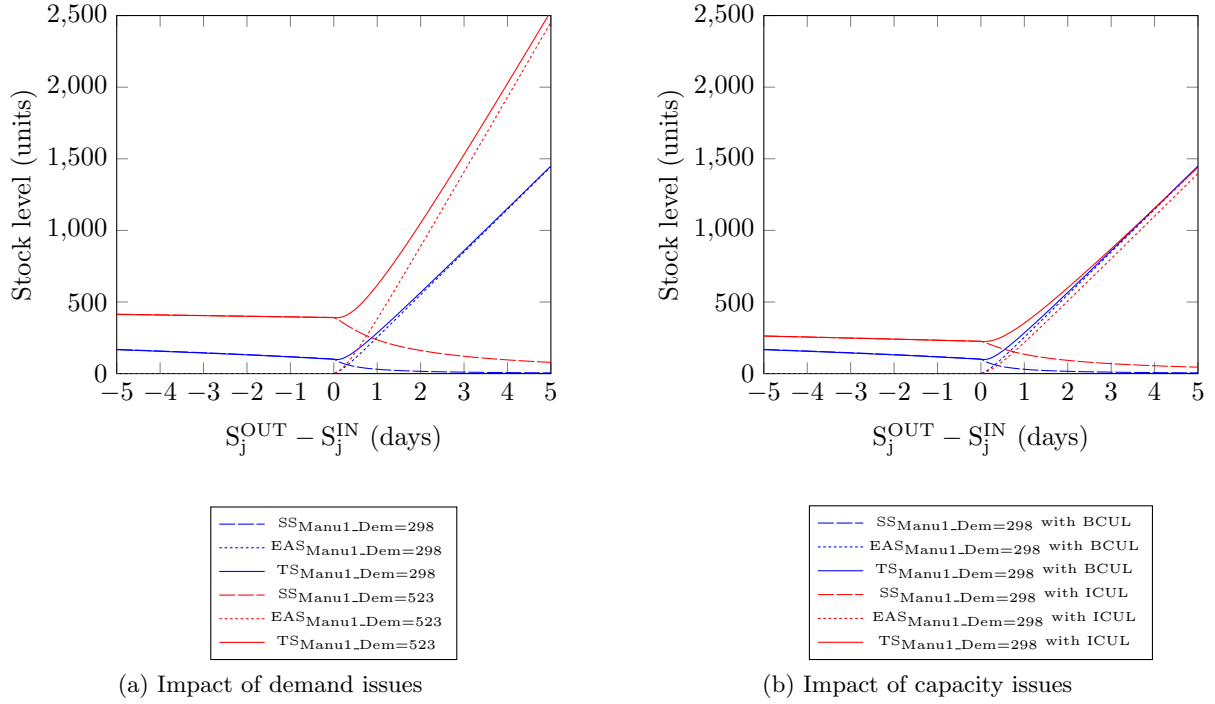 2,500
2,000
1,500
1,000
500
0
Stock level (units)
−5 −4 −3 −2 −1 0 1 2 3 4 5
S_j^OUT − S_j^IN (days)
SS_Manu1_Dem=298
EAS_Manu1_Dem=298
TS_Manu1_Dem=298
SS_Manu1_Dem=523
EAS_Manu1_Dem=523
TS_Manu1_Dem=523
(a) Impact of demand issues
2,500
2,000
1,500
1,000
500
0
Stock level (units)
−5 −4 −3 −2 −1 0 1 2 3 4 5
S_j^OUT − S_j^IN (days)
SS_Manu1_Dem=298 with BCUL
EAS_Manu1_Dem=298 with BCUL
TS_Manu1_Dem=298 with BCUL
SS_Manu1_Dem=298 with ICUL
EAS_Manu1_Dem=298 with ICUL
TS_Manu1_Dem=298 with ICUL
(b) Impact of capacity issues